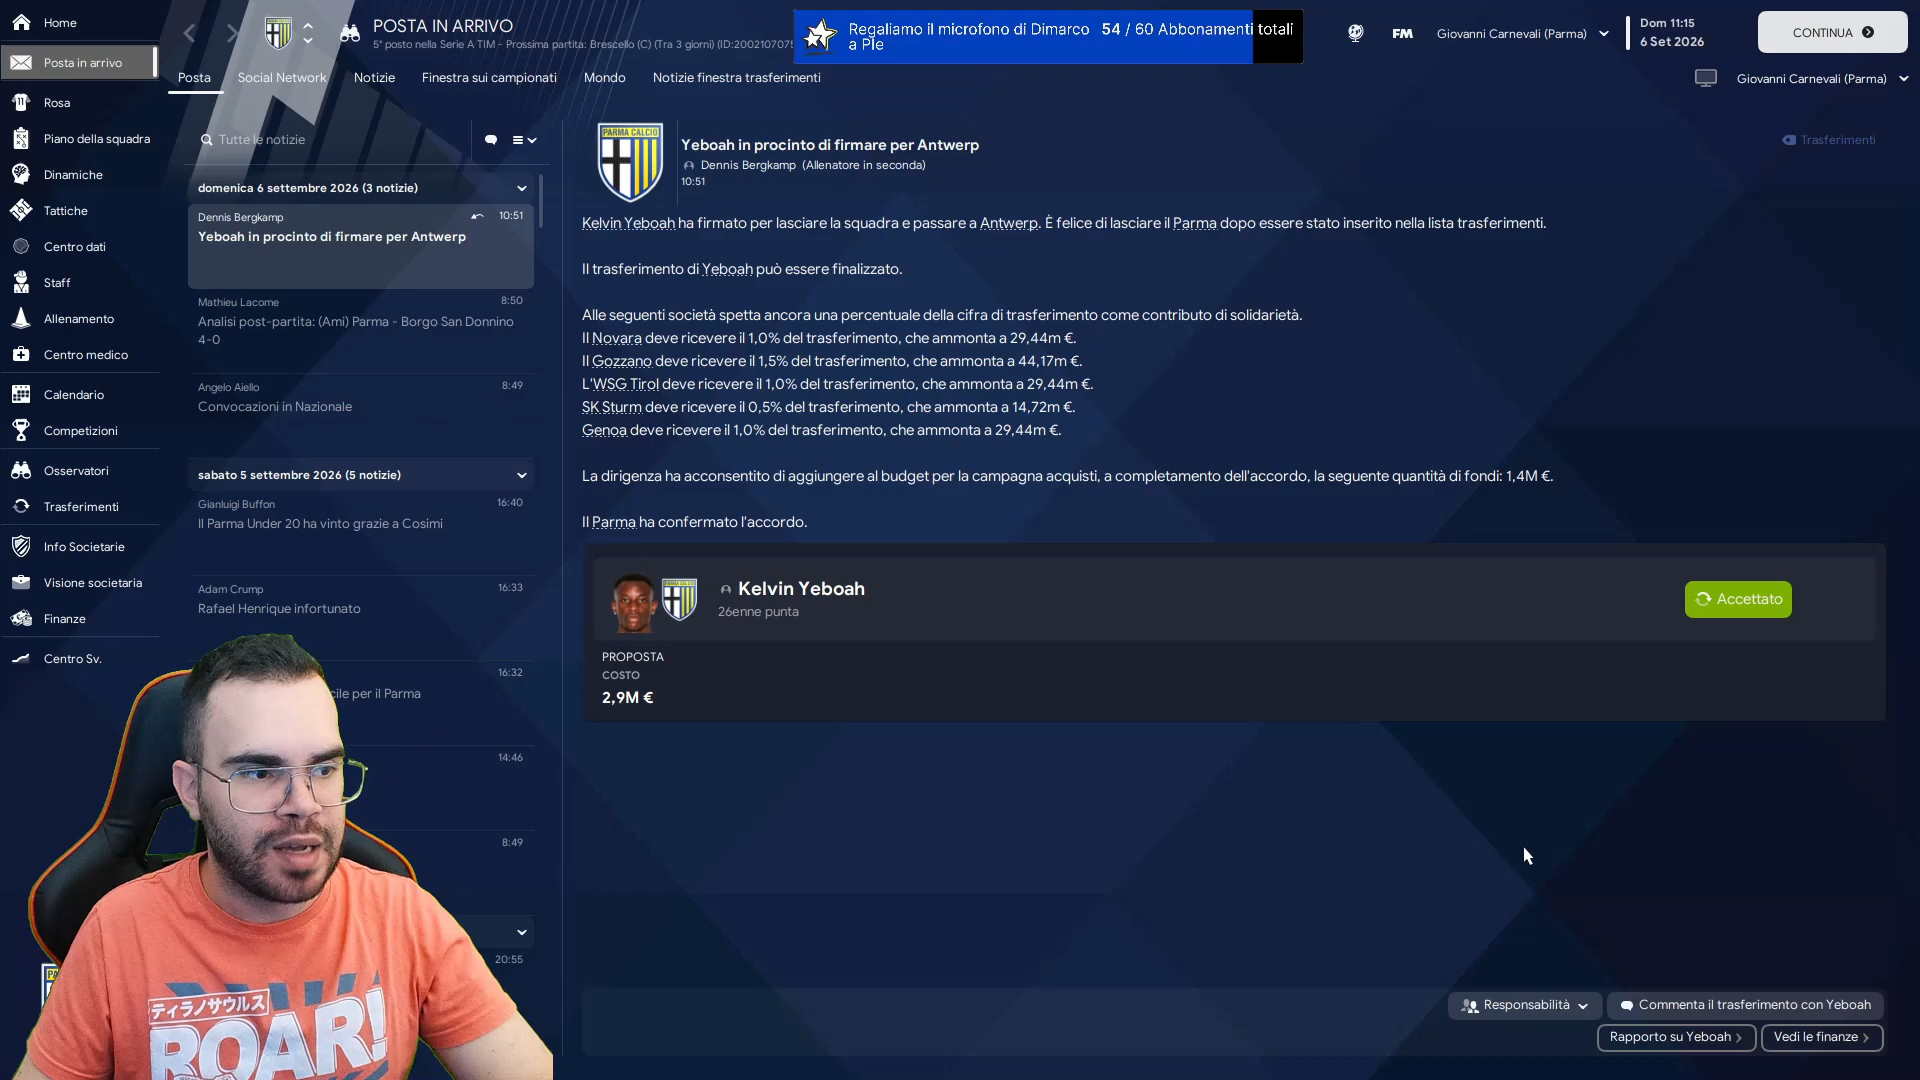 Home
Posta in arrivo
Rosa
Piano della squadra
Dinamiche
Tattiche
Centro dati
Staff
Allenamento
Centro medico
Calendario
Competizioni
Osservatori
Trasferimenti
Info Societarie
Visione societaria
Finanze
Centro Sv.
POSTA IN ARRIVO
5° posto nella Serie A TIM - Prossima partita: Brescello (C) (Tra 3 giorni) (ID:2002107075
Regaliamo il microfono di Dimarco 54 / 60 Abbonamenti totali
a Pie
FM
Giovanni Carnevali (Parma)
Dom 11:15
6 Set 2026
CONTINUA
Posta
Social Network
Notizie
Finestra sui campionati
Mondo
Notizie finestra trasferimenti
Giovanni Carnevali (Parma)
Tutte le notizie
domenica 6 settembre 2026 (3 notizie)
Dennis Bergkamp 10:51
Yeboah in procinto di firmare per Antwerp
Mathieu Lacome 8:50
Analisi post-partita: (Ami) Parma - Borgo San Donnino
4-0
Angelo Aiello 8:49
Convocazioni in Nazionale
sabato 5 settembre 2026 (5 notizie)
Gianluigi Buffon 16:40
Il Parma Under 20 ha vinto grazie a Cosimi
Adam Crump 16:33
Rafael Henrique infortunato
16:32
cile per il Parma
14:46
8:49
20:55
PARMA CALCIO
Yeboah in procinto di firmare per Antwerp
Dennis Bergkamp (Allenatore in seconda)
10:51
Trasferimenti
Kelvin Yeboah ha firmato per lasciare la squadra e passare a Antwerp. È felice di lasciare il Parma dopo essere stato inserito nella lista trasferimenti.
Il trasferimento di Yeboah può essere finalizzato.
Alle seguenti società spetta ancora una percentuale della cifra di trasferimento come contributo di solidarietà.
Il Novara deve ricevere il 1,0% del trasferimento, che ammonta a 29,44m €.
Il Gozzano deve ricevere il 1,5% del trasferimento, che ammonta a 44,17m €.
L'WSG Tirol deve ricevere il 1,0% del trasferimento, che ammonta a 29,44m €.
SK Sturm deve ricevere il 0,5% del trasferimento, che ammonta a 14,72m €.
Genoa deve ricevere il 1,0% del trasferimento, che ammonta a 29,44m €.
La dirigenza ha acconsentito di aggiungere al budget per la campagna acquisti, a completamento dell'accordo, la seguente quantità di fondi: 1,4M €.
Il Parma ha confermato l'accordo.
Kelvin Yeboah
26enne punta
Accettato
PROPOSTA
COSTO
2,9M €
Responsabilità
Commenta il trasferimento con Yeboah
Rapporto su Yeboah
Vedi le finanze
ティラノサウルス
ROAR!